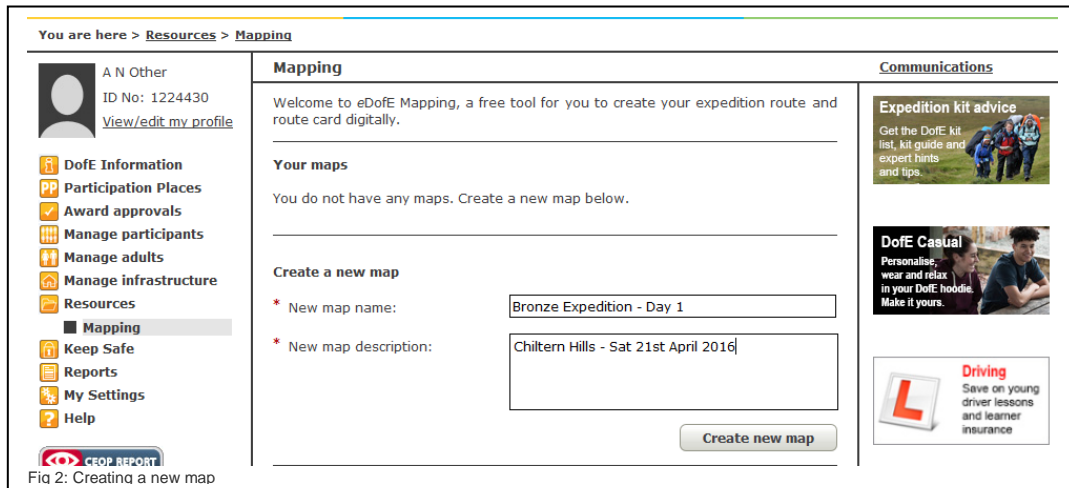 You are here > Resources > Mapping
A N Other
ID No: 1224430
View/edit my profile
DofE Information
PP Participation Places
Award approvals
Manage participants
Manage adults
Manage infrastructure
Resources
Mapping
Keep Safe
Reports
My Settings
? Help
CEOP REPORT
Mapping
Welcome to eDofE Mapping, a free tool for you to create your expedition route and
route card digitally.
Your maps
You do not have any maps. Create a new map below.
Create a new map
* New map name:
Bronze Expedition - Day 1
* New map description:
Chiltern Hills - Sat 21st April 2016
Create new map
Communications
Expedition kit advice
Get the DofE kit
list, kit guide and
expert hints
and tips.
DofE Casual
Personalise,
wear and relax
in your DofE hoodie.
Make it yours.
L
Driving
Save on young
driver lessons
and learner
insurance
Fig 2: Creating a new map